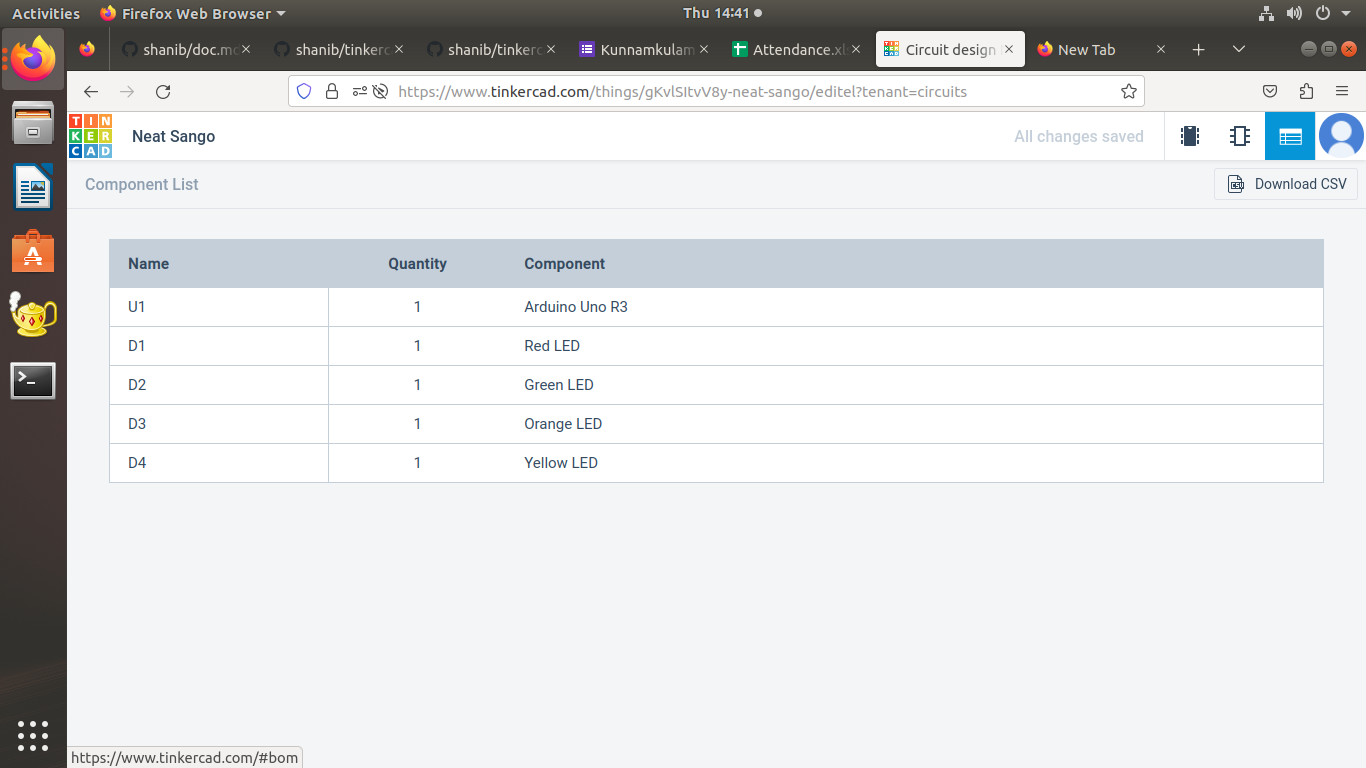 Activities Firefox Web Browser Thu 14:41
shanib/doc.mc shanib/tinkerc shanib/tinkerc Kunnamkulam Attendance.xl Circuit design New Tab
https://www.tinkercad.com/things/gKvlSItvV8y-neat-sango/editel?tenant=circuits
TIN
KER
CAD
Neat Sango All changes saved
Component List Download CSV
Name Quantity Component
U1 1 Arduino Uno R3
D1 1 Red LED
D2 1 Green LED
D3 1 Orange LED
D4 1 Yellow LED
https://www.tinkercad.com/#bom